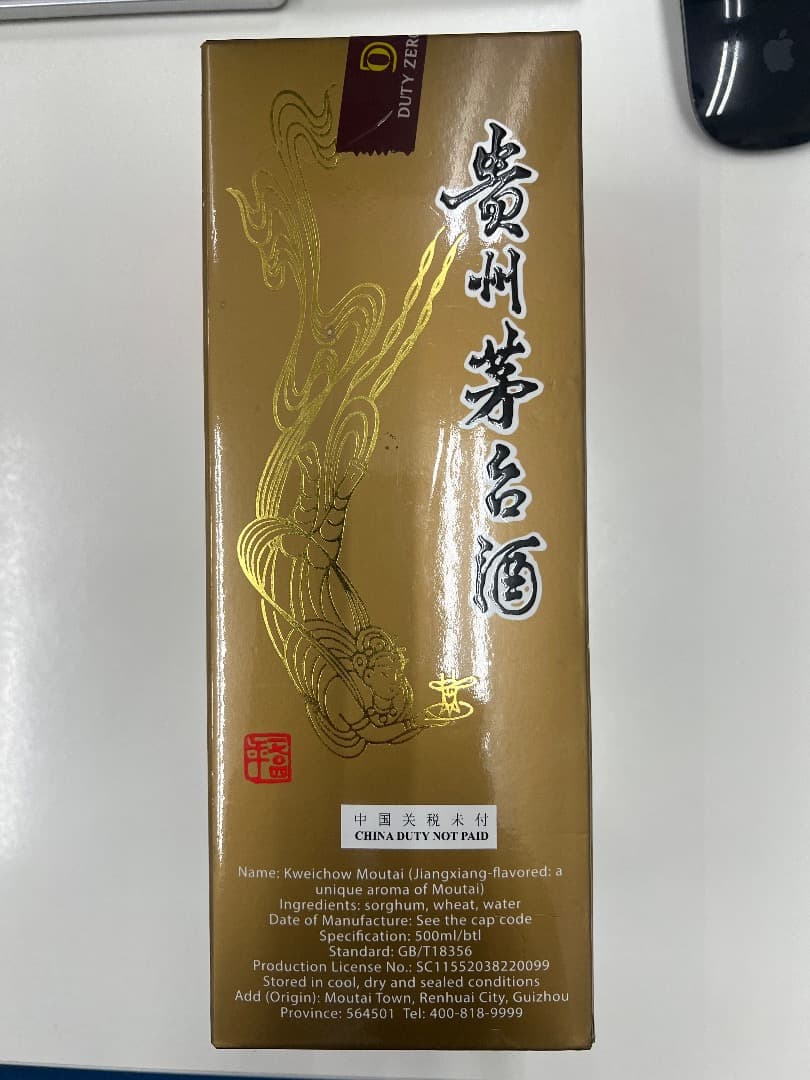 DUTY ZERO
貴州茅台酒
中国
中 国 关 税 未 付
CHINA DUTY NOT PAID
Name: Kweichow Moutai (Jiangxiang-flavored: a
unique aroma of Moutai)
Ingredients: sorghum, wheat, water
Date of Manufacture: See the cap code
Specification: 500ml/btl
Standard: GB/T18356
Production License No.: SC11552038220099
Stored in cool, dry and sealed conditions
Add (Origin): Moutai Town, Renhuai City, Guizhou
Province: 564501 Tel: 400-818-9999